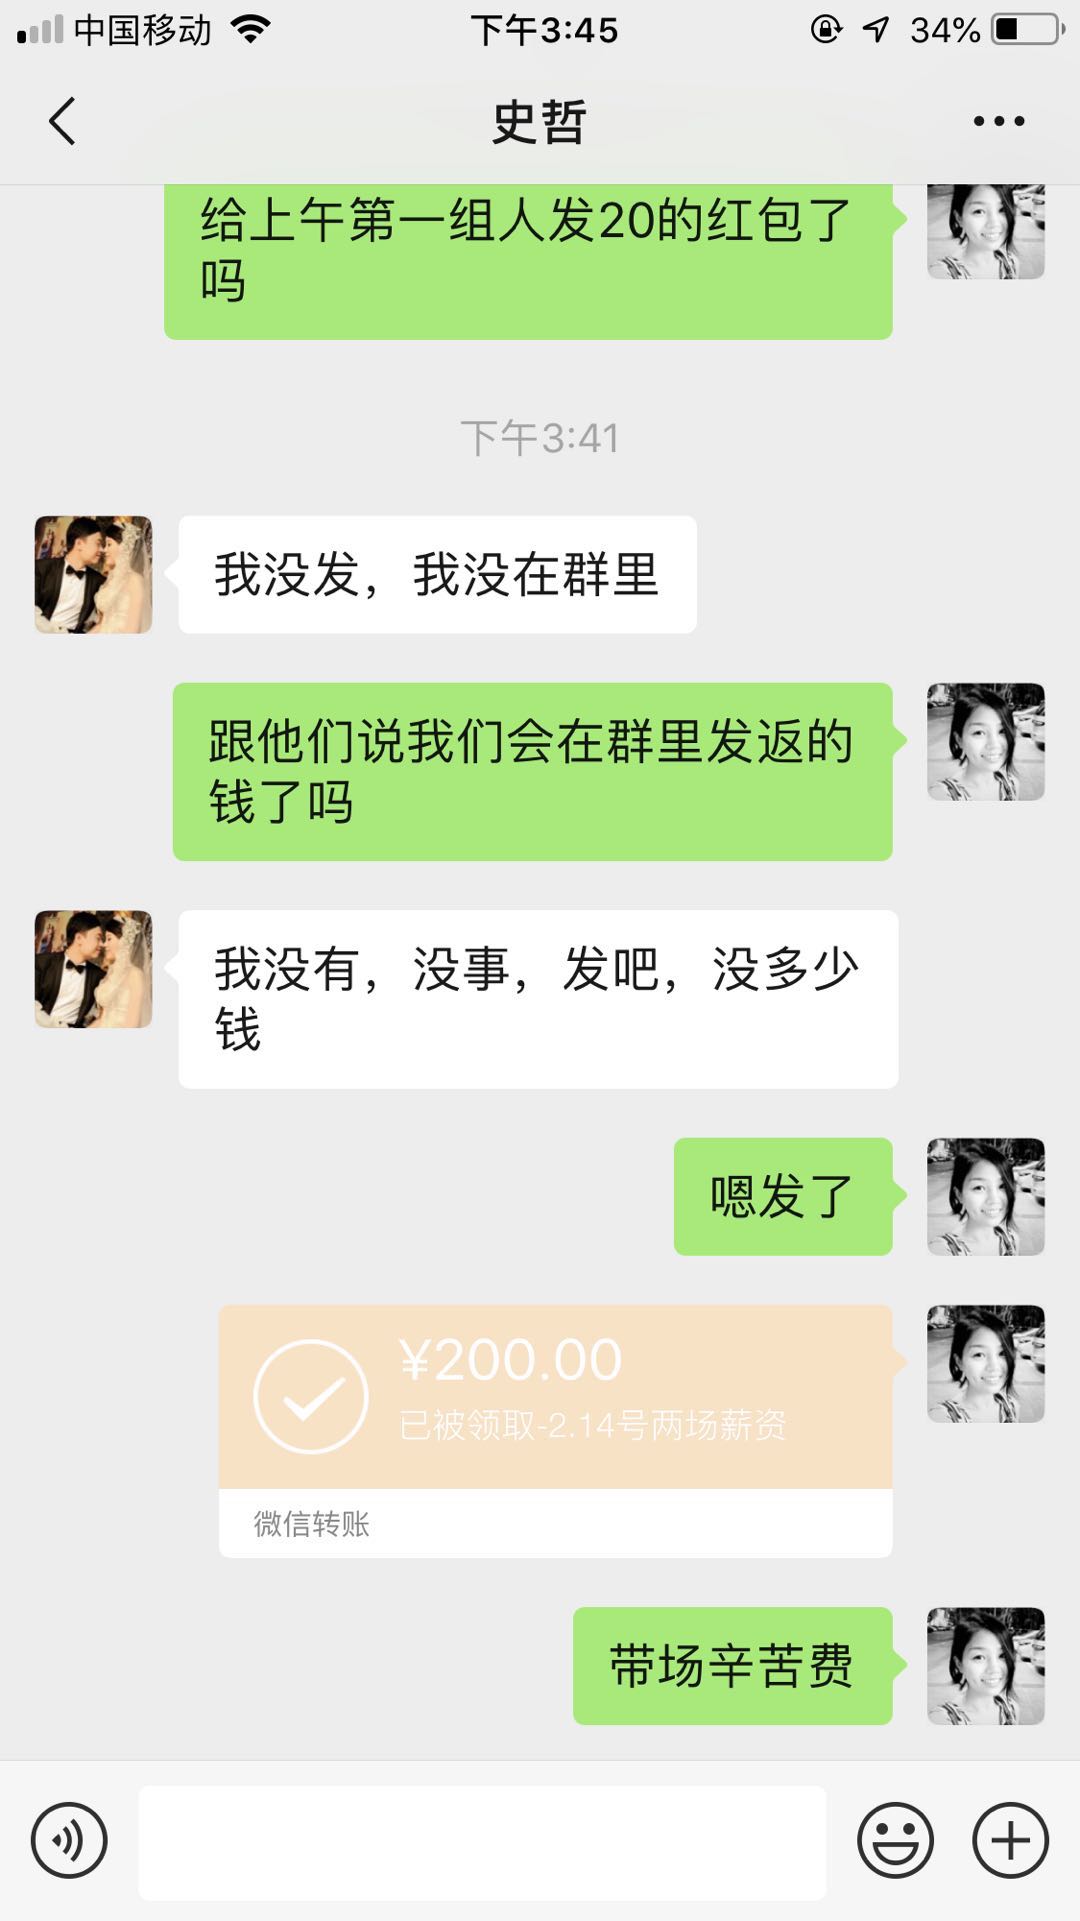 中国移动 下午3:45 34%
史哲
给上午第一组人发20的红包了
吗
下午3:41
我没发，我没在群里
跟他们说我们会在群里发返的
钱了吗
我没有，没事，发吧，没多少
钱
嗯发了
¥200.00
已被领取-2.14号两场薪资
微信转账
带场辛苦费